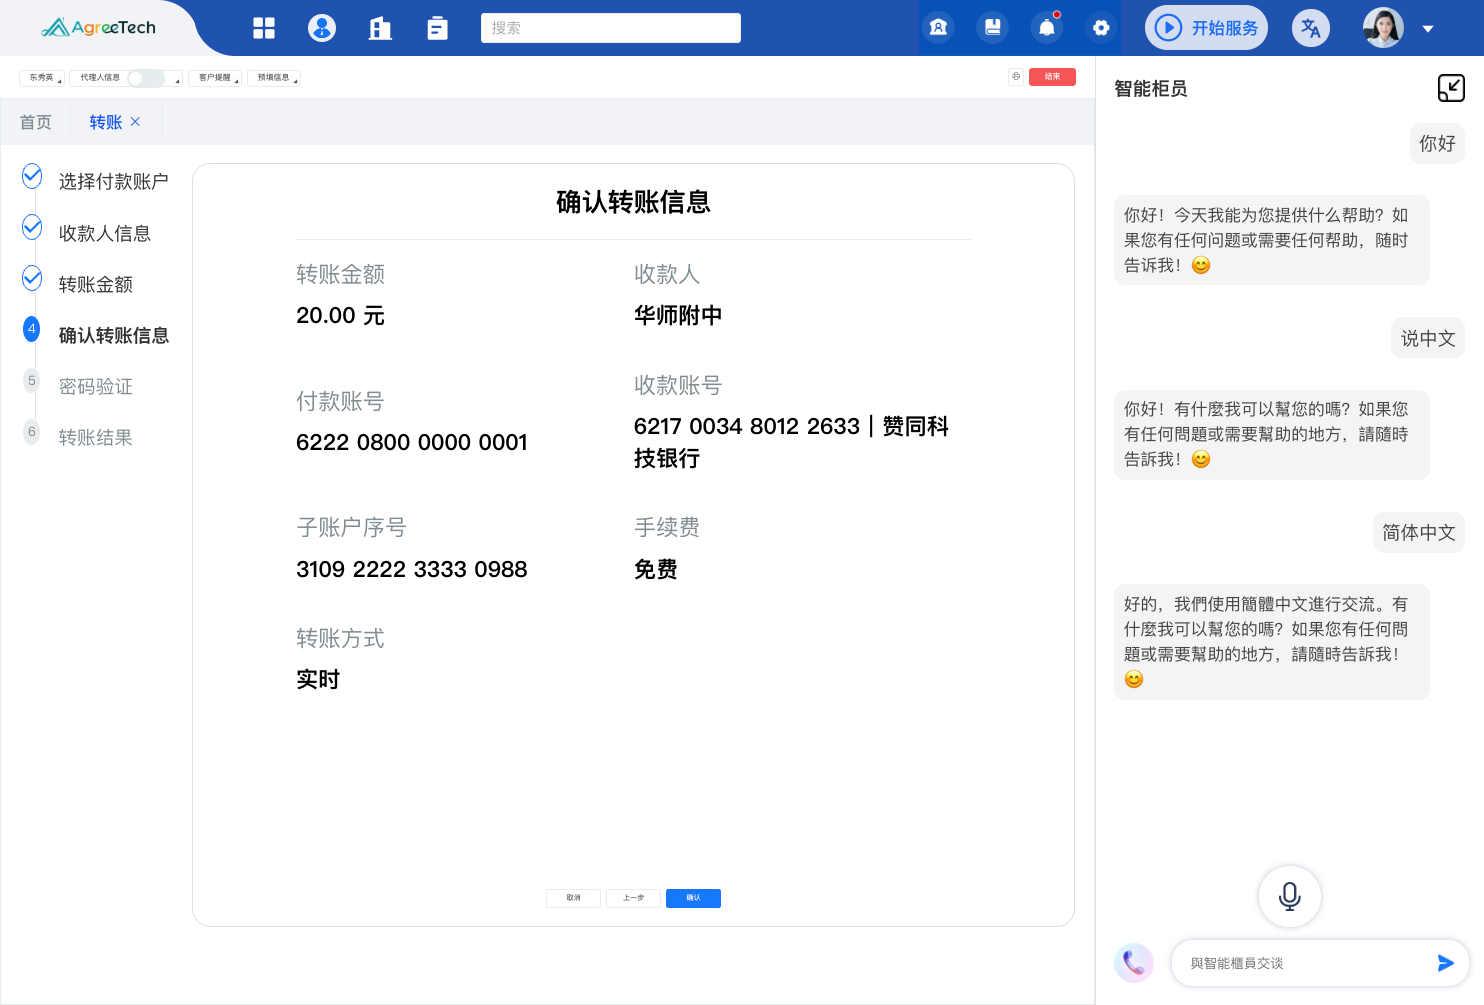 AgreeTech
搜索
开始服务
东秀英
代理人信息
客户提醒
预填信息
结束
首页
转账
选择付款账户
收款人信息
转账金额
4
确认转账信息
5
密码验证
6
转账结果
确认转账信息
转账金额
收款人
20.00 元
华师附中
付款账号
收款账号
6222 0800 0000 0001
6217 0034 8012 2633 | 赞同科
技银行
子账户序号
手续费
3109 2222 3333 0988
免费
转账方式
实时
取消
上一步
确认
智能柜员
你好
你好！今天我能为您提供什么帮助？如
果您有任何问题或需要任何帮助，随时
告诉我！😊
说中文
你好！有什麼我可以幫您的嗎？如果您
有任何問題或需要幫助的地方，請隨時
告訴我！😊
简体中文
好的，我們使用簡體中文進行交流。有
什麼我可以幫您的嗎？如果您有任何問
題或需要幫助的地方，請隨時告訴我！
😊
與智能櫃員交谈